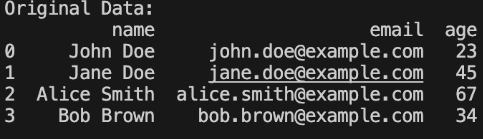 Original Data:
name email age
0 John Doe john.doe@example.com 23
1 Jane Doe jane.doe@example.com 45
2 Alice Smith alice.smith@example.com 67
3 Bob Brown bob.brown@example.com 34